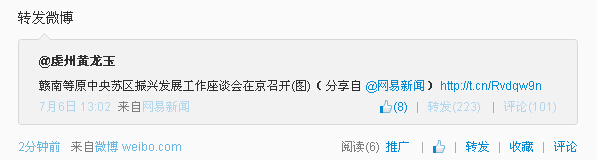 转发微博
@虔州黄龙玉
赣南等原中央苏区振兴发展工作座谈会在京召开(图) ( 分享自 @网易新闻 ) http://t.cn/Rvdqw9n
7月6日 13:02 来自网易新闻 (8) | 转发(223) | 评论(101)
2分钟前 来自微博 weibo.com 阅读(6) 推广 | | 转发 | 收藏 | 评论